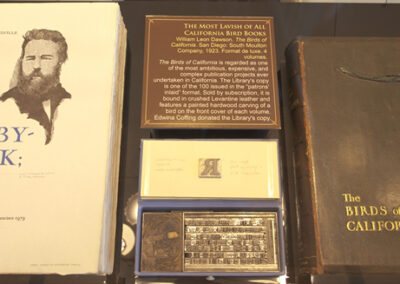 LVILLE
BY-
K;
ncisco 1979
The Most Lavish of All
California Bird Books
William Leon Dawson. The Birds of
California. San Diego: South Moulton
Company, 1923. Format de luxe. 4
volumes.
The Birds of California is regarded as one
of the most ambitious, expensive, and
complex publication projects ever
undertaken in California. The Library's copy
is one of the 100 issued in the "patrons'
inlaid" format. Sold by subscription, it is
bound in crushed Levantine leather and
features a painted hardwood carving of a
bird on the front cover of each volume.
Edwina Coffing donated the Library's copy.
R
The
BIRDS of
CALIFOR